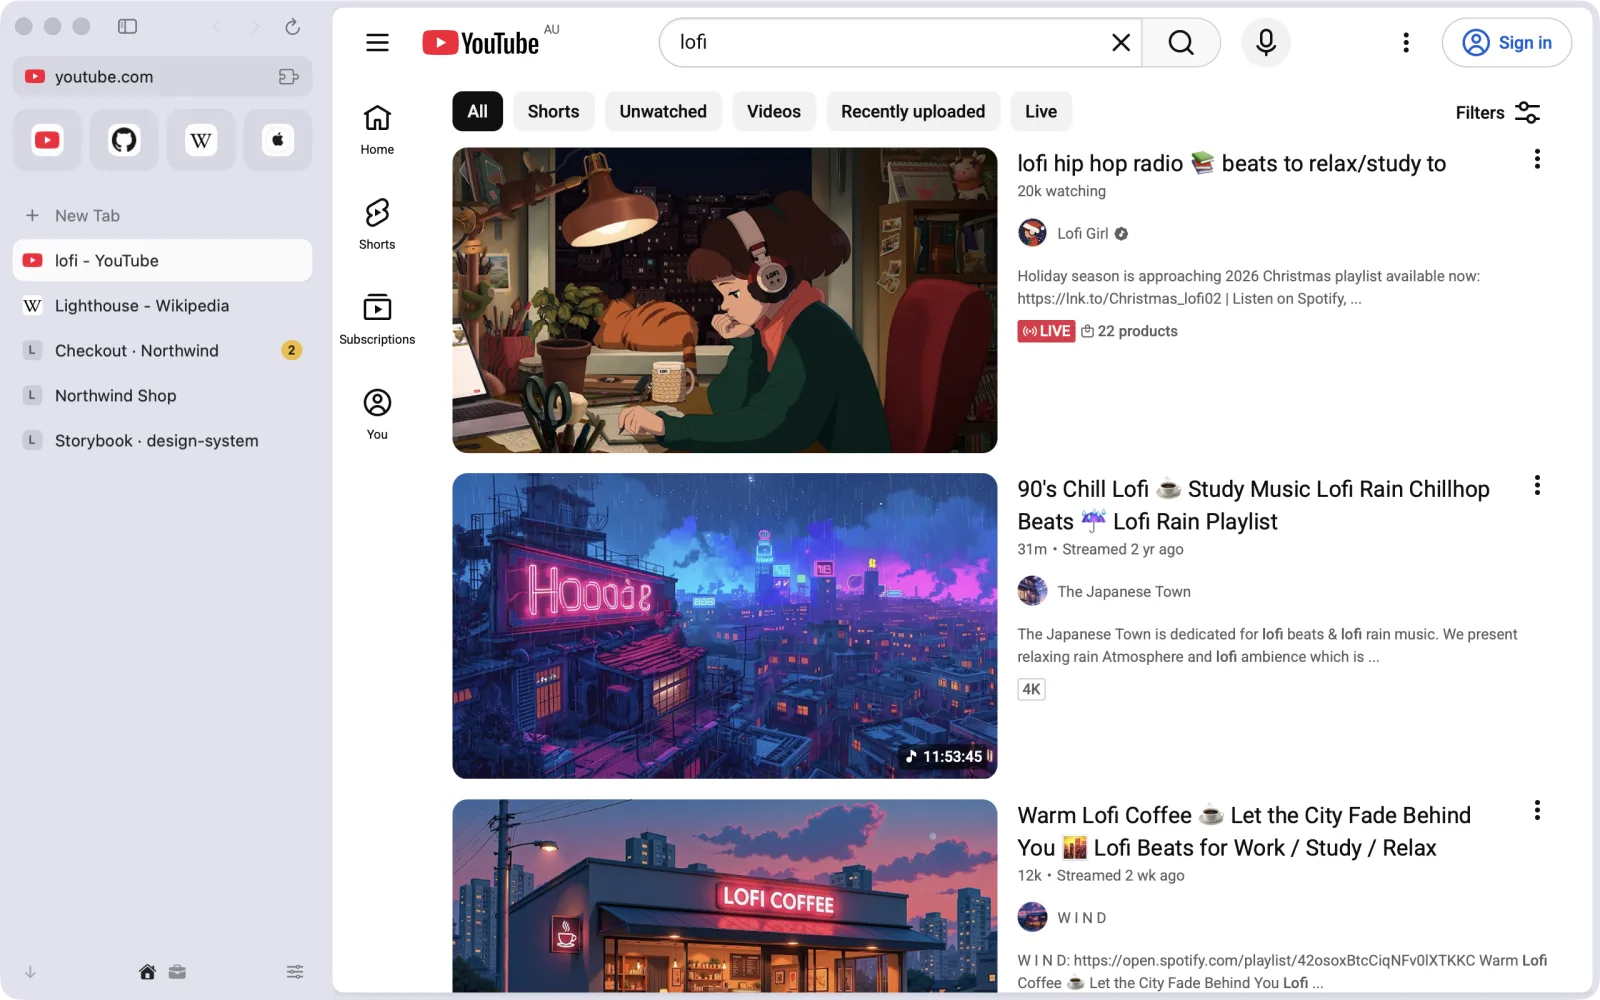 youtube.com
New Tab
lofi - YouTube
W Lighthouse - Wikipedia
L Checkout · Northwind 2
L Northwind Shop
L Storybook · design-system
YouTube AU
lofi
Sign in
Home
Shorts
Subscriptions
You
All Shorts Unwatched Videos Recently uploaded Live
Filters
LOFI
lofi hip hop radio 📚 beats to relax/study to
20k watching
Lofi Girl
Holiday season is approaching 2026 Christmas playlist available now:
https://lnk.to/Christmas_lofi02 | Listen on Spotify, ...
LIVE 22 products
11:53:45
90's Chill Lofi ☕ Study Music Lofi Rain Chillhop
Beats ☔ Lofi Rain Playlist
31m • Streamed 2 yr ago
The Japanese Town
The Japanese Town is dedicated for lofi beats & lofi rain music. We present
relaxing rain Atmosphere and lofi ambience which is ...
4K
LOFI COFFEE
Warm Lofi Coffee ☕ Let the City Fade Behind
You 🌇 Lofi Beats for Work / Study / Relax
12k • Streamed 2 wk ago
W I N D
W I N D: https://open.spotify.com/playlist/42osoxBtcCiqNFv0lXTKKC Warm Lofi
Coffee ☕ Let the City Fade Behind You Lofi ...